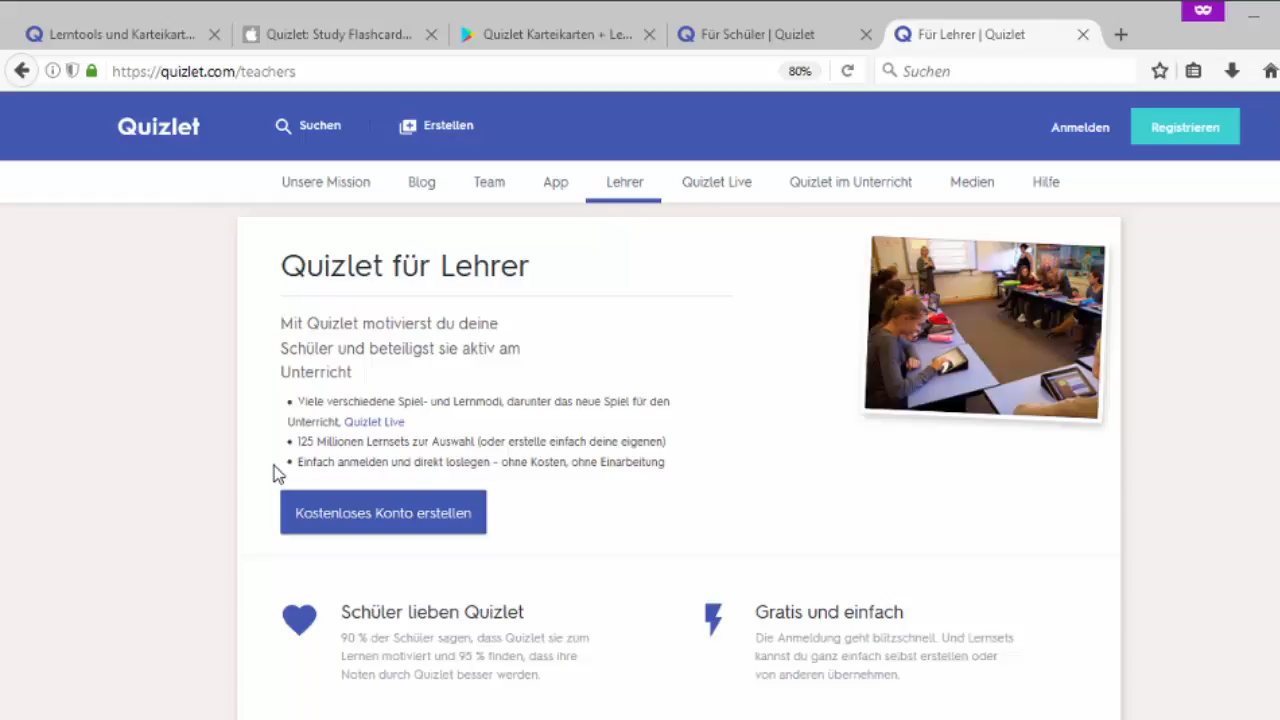 Lerntools und Karteikart... Quizlet: Study Flashcard... Quizlet Karteikarten + Le... Für Schüler | Quizlet Für Lehrer | Quizlet
https://quizlet.com/teachers 80% Suchen
Quizlet Suchen Erstellen Anmelden Registrieren
Unsere Mission Blog Team App Lehrer Quizlet Live Quizlet im Unterricht Medien Hilfe
Quizlet für Lehrer
Mit Quizlet motivierst du deine
Schüler und beteiligst sie aktiv am
Unterricht
• Viele verschiedene Spiel- und Lernmodi, darunter das neue Spiel für den
Unterricht, Quizlet Live
• 125 Millionen Lernsets zur Auswahl (oder erstelle einfach deine eigenen)
• Einfach anmelden und direkt loslegen – ohne Kosten, ohne Einarbeitung
Kostenloses Konto erstellen
Schüler lieben Quizlet
90 % der Schüler sagen, dass Quizlet sie zum
Lernen motiviert und 95 % finden, dass ihre
Noten durch Quizlet besser werden.
Gratis und einfach
Die Anmeldung geht blitzschnell. Und Lernsets
kannst du ganz einfach selbst erstellen oder
von anderen übernehmen.